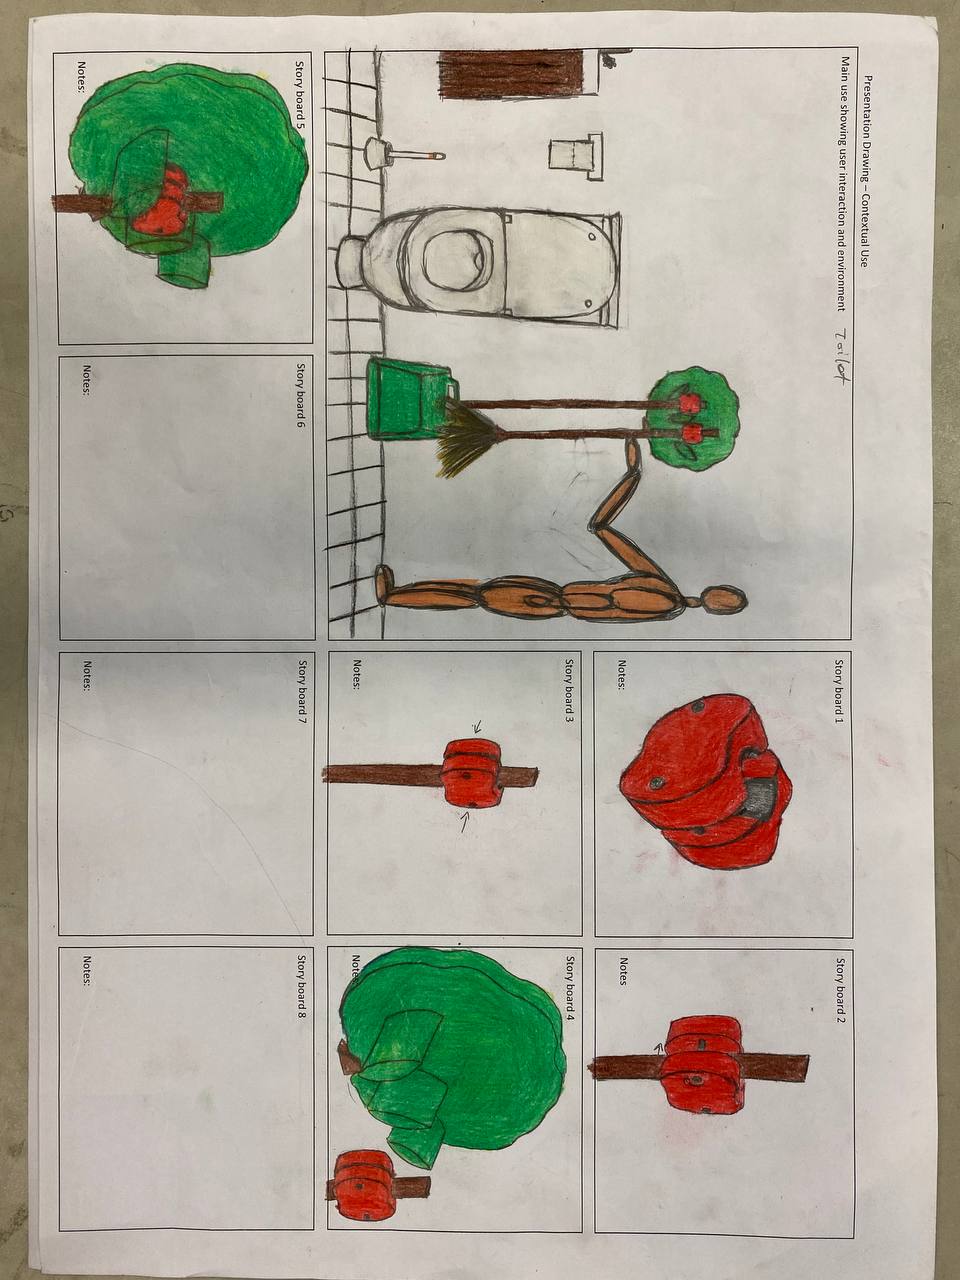 Presentation Drawing – Contextual Use
Main use showing user interaction and environment Toilet
Story board 1
Notes:
Story board 2
Notes
Story board 3
Notes:
Story board 4
Notes:
Story board 5
Notes:
Story board 6
Notes:
Story board 7
Notes:
Story board 8
Notes: